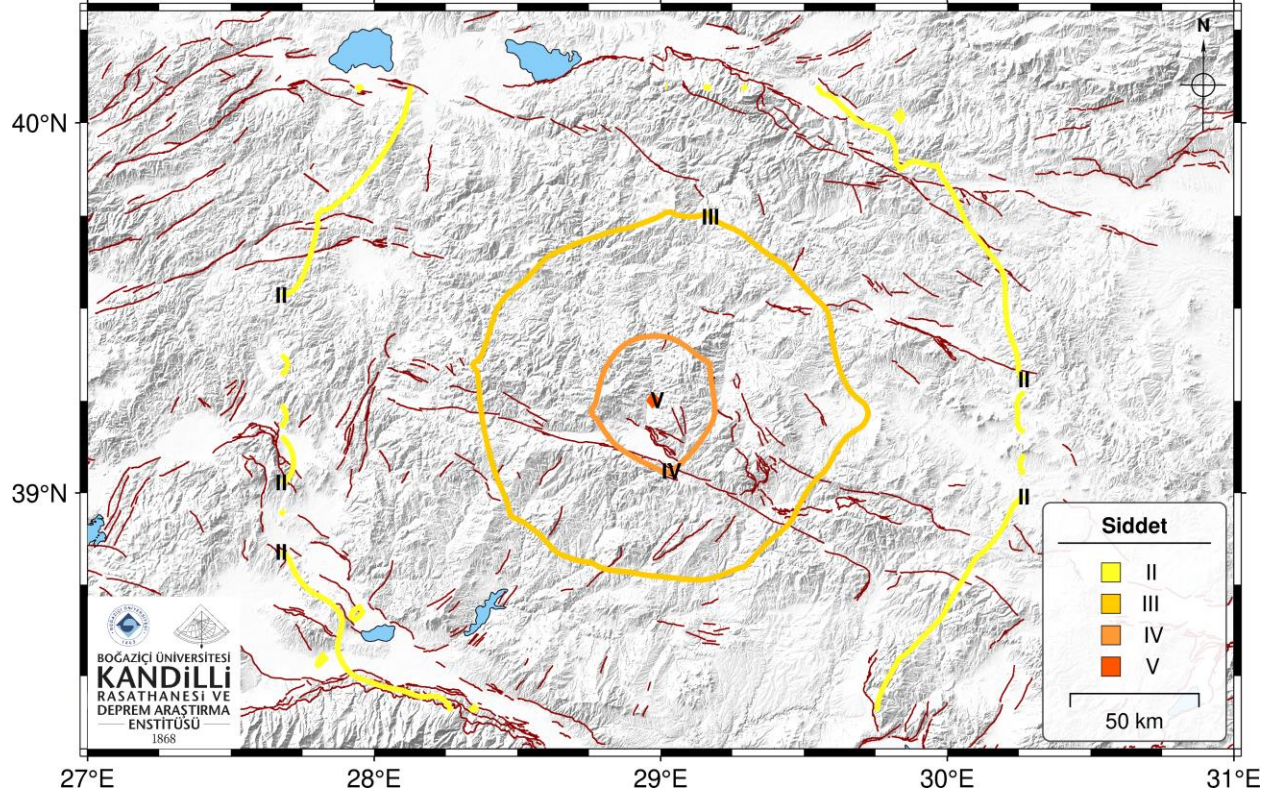 N
40°N
III
II
II
V
IV
39°N
II
II
II
Siddet
II
III
IV
V
50 km
BOĞAZİÇİ ÜNİVERSİTESİ
KANDİLLİ
RASATHANESİ VE
DEPREM ARAŞTIRMA
ENSTİTÜSÜ
1868
27°E
28°E
29°E
30°E
31°E